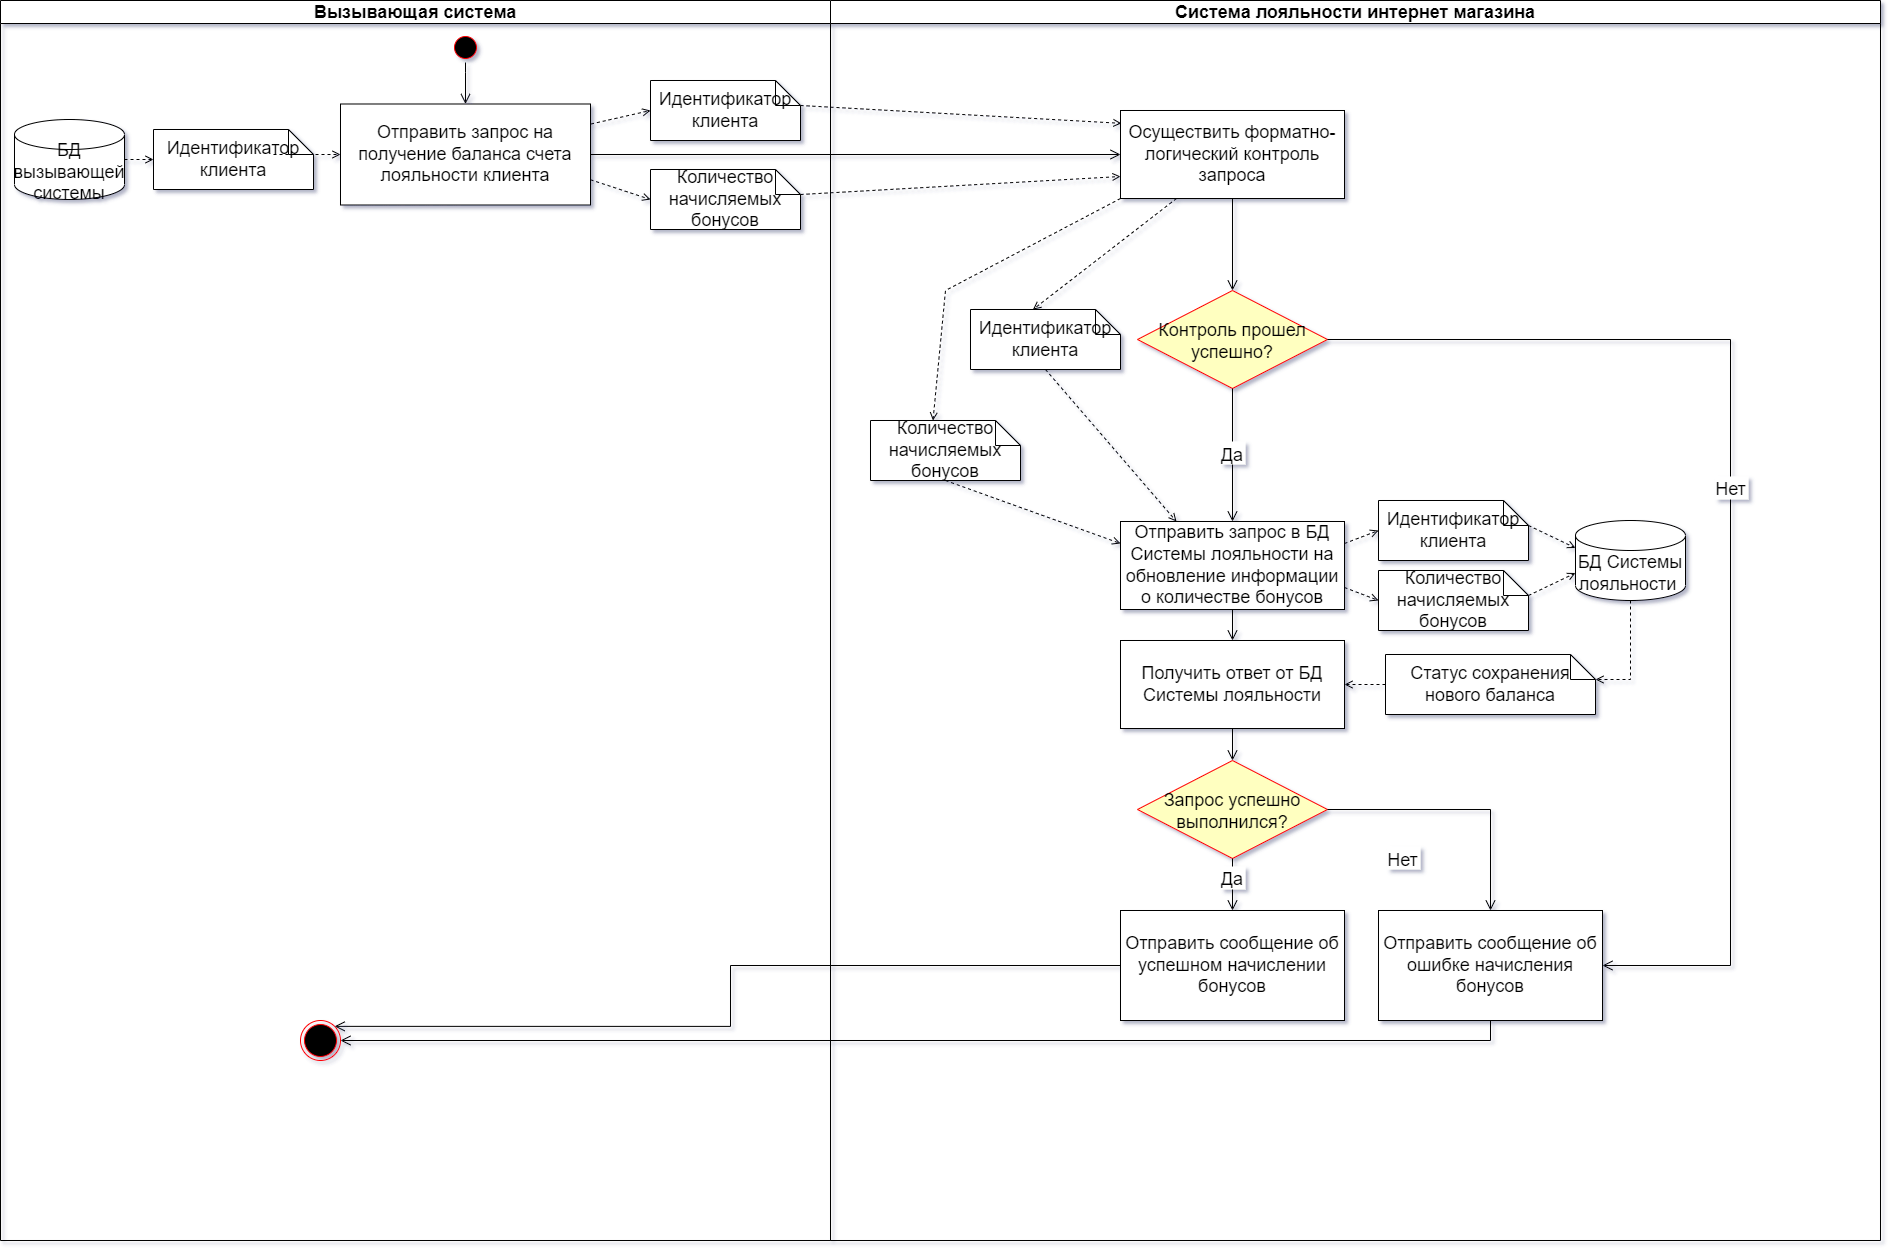 Вызывающая система
Система лояльности интернет магазина
БД
вызывающей
системы
Идентификатор
клиента
Отправить запрос на
получение баланса счета
лояльности клиента
Идентификатор
клиента
Количество
начисляемых
бонусов
Осуществить форматно-
логический контроль
запроса
Идентификатор
клиента
Контроль прошел
успешно?
Количество
начисляемых
бонусов
Да
Нет
Отправить запрос в БД
Системы лояльности на
обновление информации
о количестве бонусов
Идентификатор
клиента
Количество
начисляемых
бонусов
БД Системы
лояльности
Получить ответ от БД
Системы лояльности
Статус сохранения
нового баланса
Запрос успешно
выполнился?
Да
Нет
Отправить сообщение об
успешном начислении
бонусов
Отправить сообщение об
ошибке начисления
бонусов